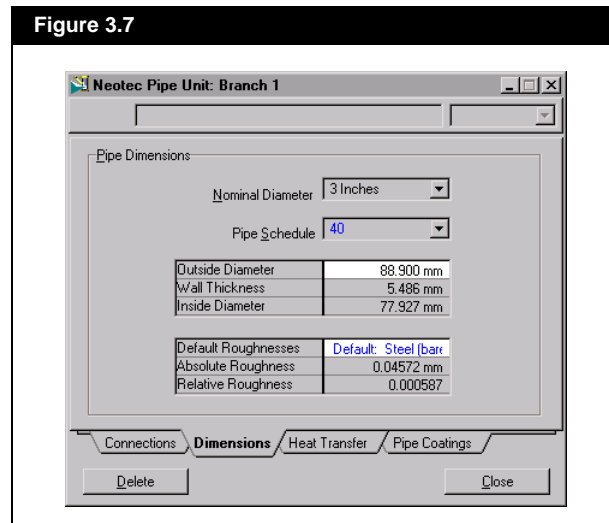 Figure 3.7
Neotec Pipe Unit: Branch 1
Pipe Dimensions
Nominal Diameter 3 Inches
Pipe Schedule 40
Outside Diameter 88.900 mm
Wall Thickness 5.486 mm
Inside Diameter 77.927 mm
Default Roughnesses Default: Steel (bare
Absolute Roughness 0.04572 mm
Relative Roughness 0.000587
Connections Dimensions Heat Transfer Pipe Coatings
Delete Close